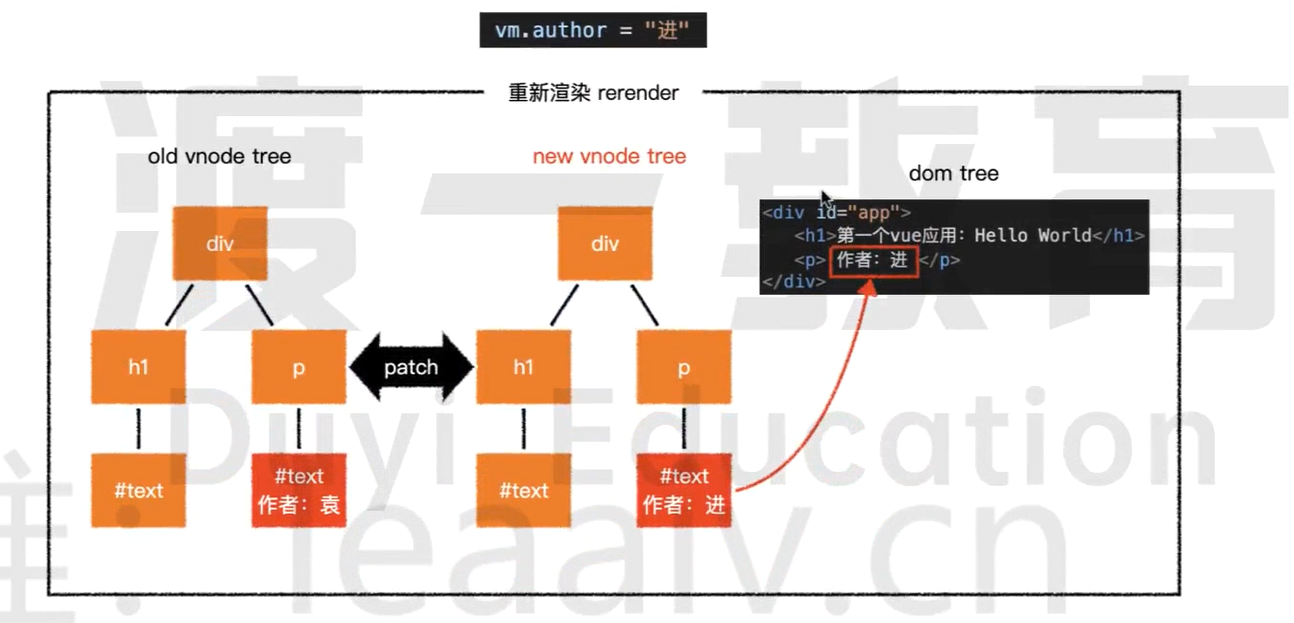 vm.author = "进"
重新渲染 rerender
old vnode tree
new vnode tree
dom tree
div
div
<div id="app">
<h1>第一个vue应用：Hello World</h1>
<p> 作者：进 </p>
</div>
h1
p
patch
h1
p
#text
#text
作者：袁
#text
#text
作者：进
渡一教育
Duyi Education